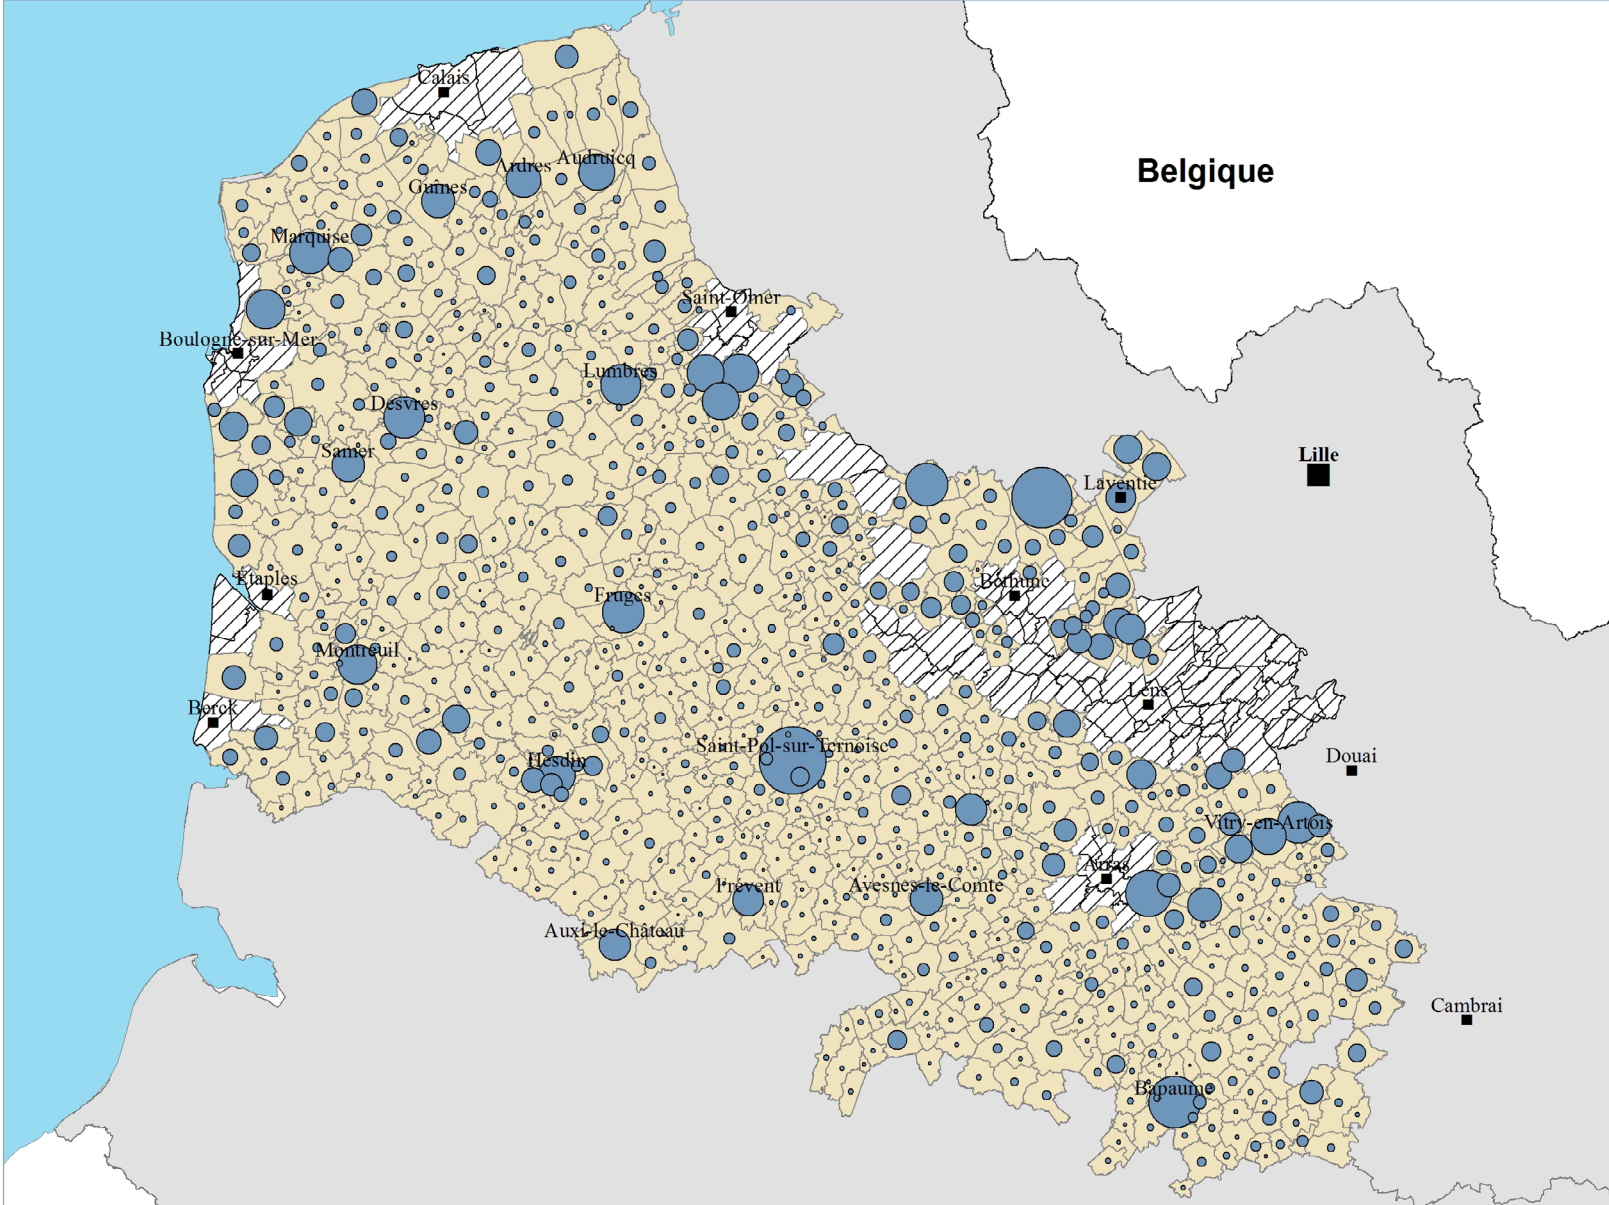 Calais
Belgique
Ardres
Audruicq
Guînes
Marquise
Saint-Omer
Boulogne-sur-Mer
Lumbres
Desvres
Samer
Lille
Laventie
Etaples
Béthune
Fruges
Montreuil
Lens
Berck
Saint-Pol-sur-Ternoise
Hesdin
Douai
Vitry-en-Artois
Arras
Frévent
Avesnes-le-Comte
Auxi-le-Château
Cambrai
Bapaume